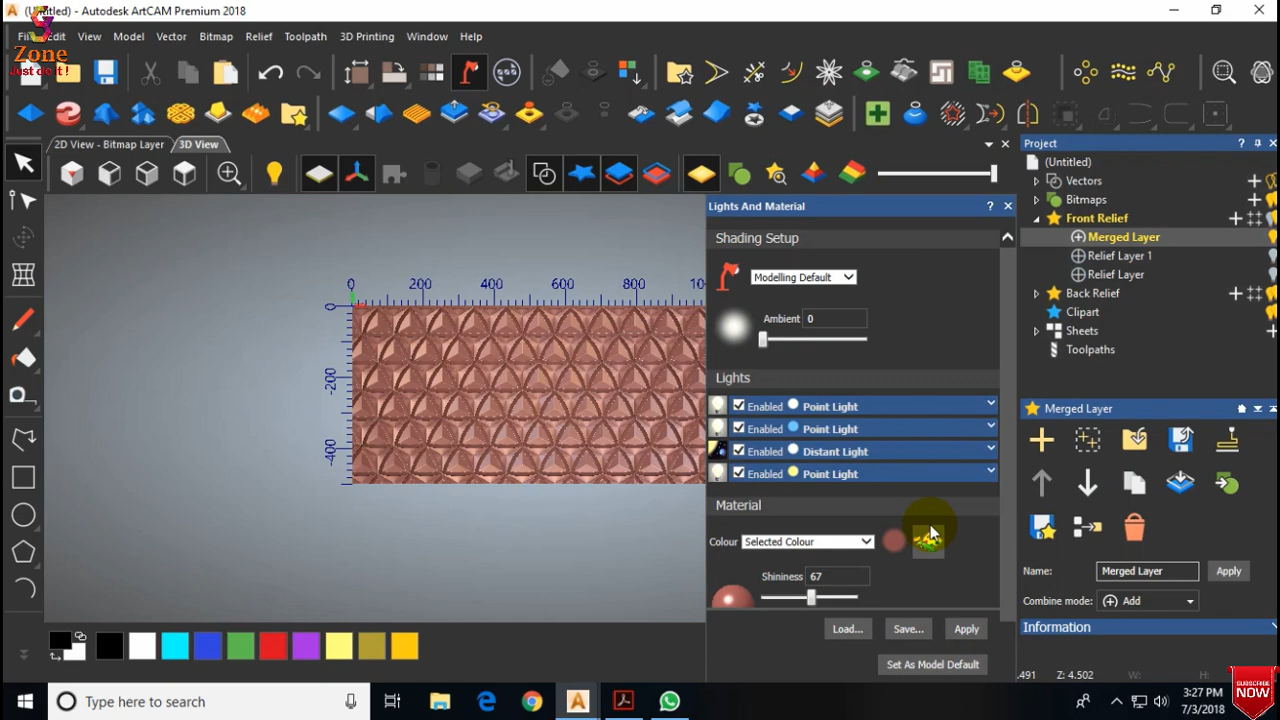 (Untitled) - Autodesk ArtCAM Premium 2018
Edit View Model Vector Bitmap Relief Toolpath 3D Printing Window Help
Zone
Just do it !
2D View - Bitmap Layer 3D View
Project
(Untitled)
Vectors
Bitmaps
Front Relief
Merged Layer
Relief Layer 1
Relief Layer
Back Relief
Clipart
Sheets
Toolpaths
Lights And Material
Shading Setup
Modelling Default
Ambient 0
Lights
Enabled Point Light
Enabled Point Light
Enabled Distant Light
Enabled Point Light
Material
Colour Selected Colour
Shininess 67
Load... Save... Apply
Set As Model Default
0 200 400 600 800 10
0
-200
-400
Merged Layer
Name: Merged Layer Apply
Combine mode: Add
Information
.491 Z: 4.502 W: H:
Type here to search
3:27 PM
7/3/2018
SUBSCRIBE
NOW